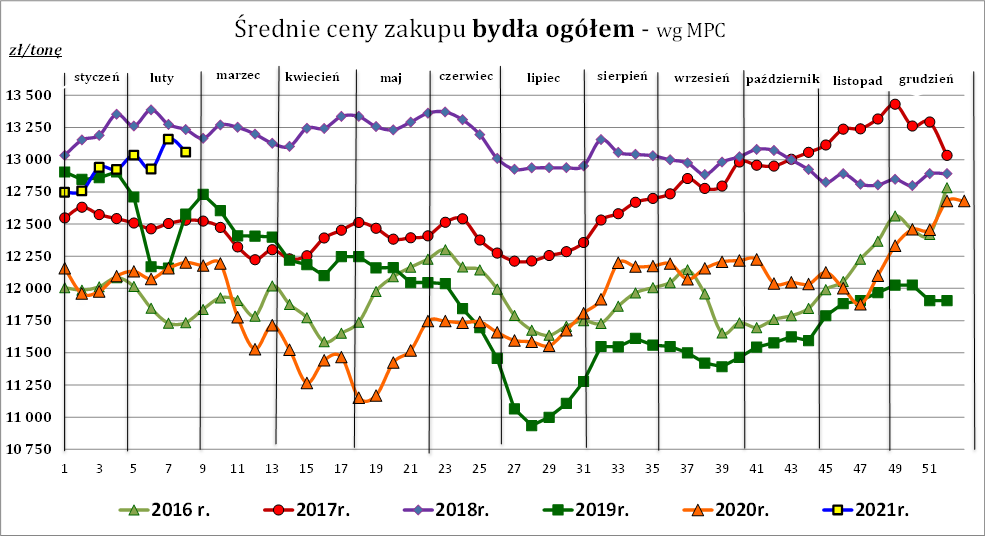 Średnie ceny zakupu bydła ogółem - wg MPC
zł/tonę
styczeń luty marzec kwiecień maj czerwiec lipiec sierpień wrzesień październik listopad grudzień
13 500
13 250
13 000
12 750
12 500
12 250
12 000
11 750
11 500
11 250
11 000
10 750
1 3 5 7 9 11 13 15 17 19 21 23 25 27 29 31 33 35 37 39 41 43 45 47 49 51
2016 r. 2017r. 2018r. 2019r. 2020r. 2021r.